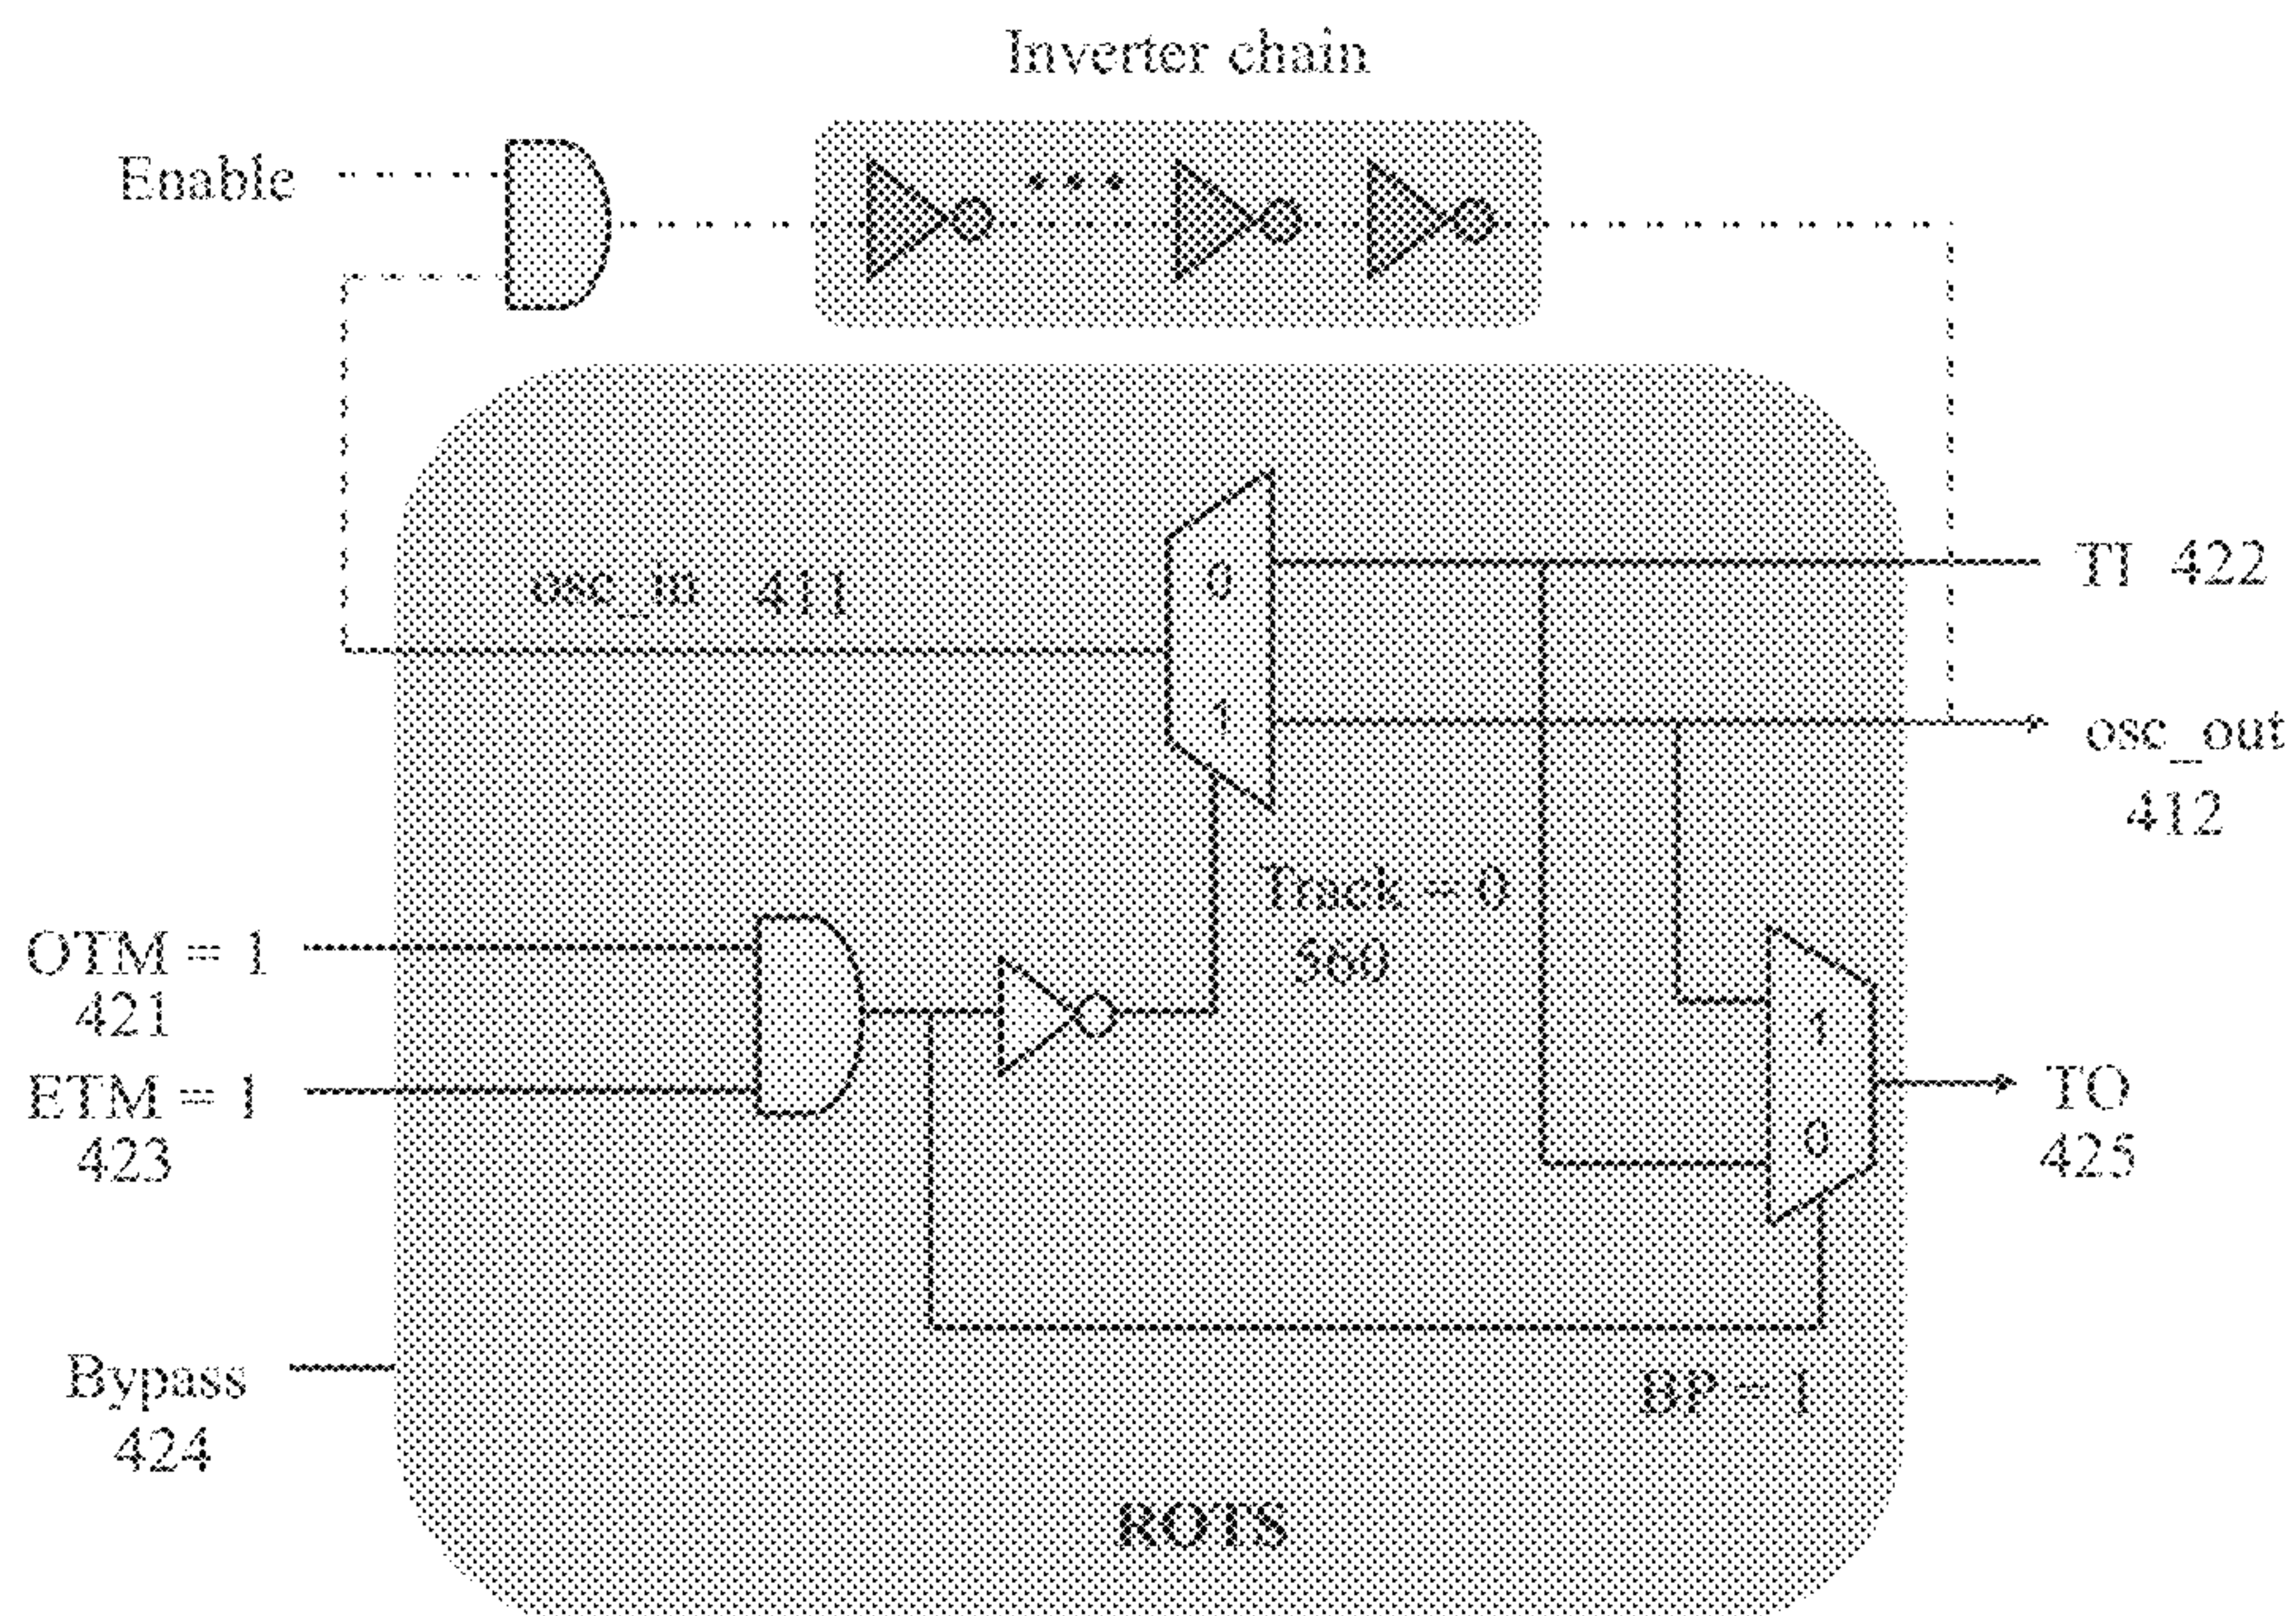 Inverter chain
Enable
0
TI 422
osc_in 411
1
osc_out
412
Track = 0
560
OTM = 1
421
1
ETM = 1
423
0
TO
425
Bypass
424
BP = 1
ROTS